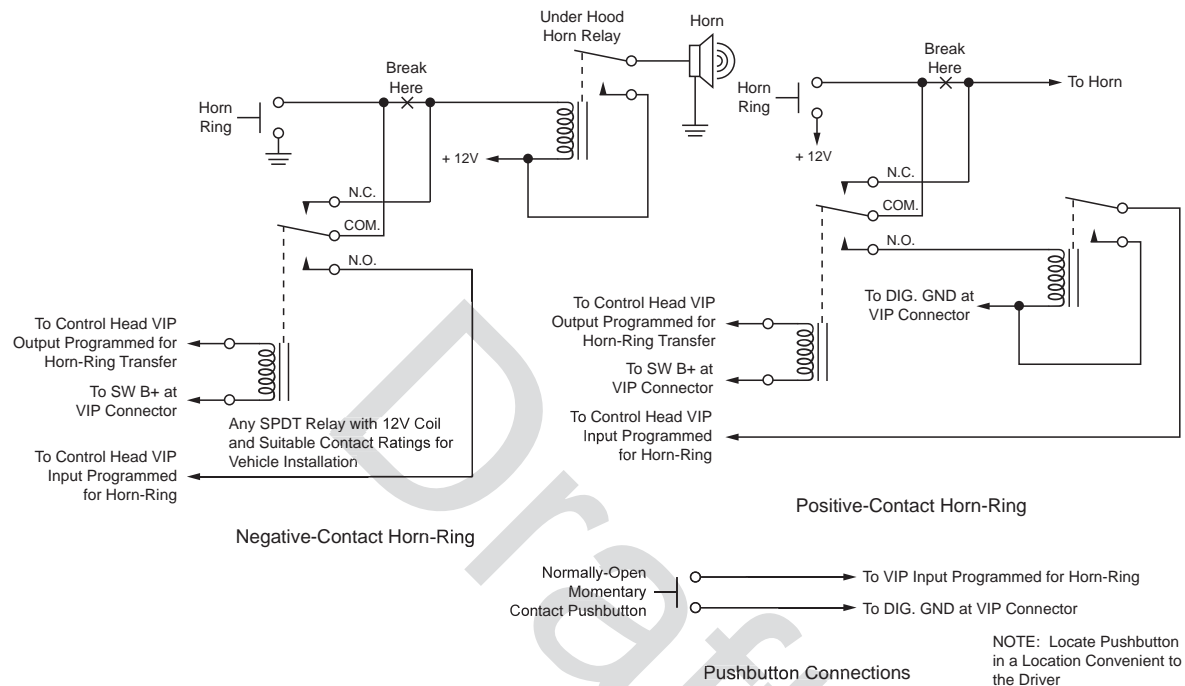 Under Hood
Horn Relay
Horn
Break
Here
Horn
Ring
+ 12V
N.C.
COM.
N.O.
To Control Head VIP
Output Programmed for
Horn-Ring Transfer
To SW B+ at
VIP Connector
Any SPDT Relay with 12V Coil
and Suitable Contact Ratings for
Vehicle Installation
To Control Head VIP
Input Programmed
for Horn-Ring
Negative-Contact Horn-Ring
Break
Here
Horn
Ring
To Horn
+ 12V
N.C.
COM.
N.O.
To DIG. GND at
VIP Connector
To Control Head VIP
Output Programmed for
Horn-Ring Transfer
To SW B+ at
VIP Connector
To Control Head VIP
Input Programmed
for Horn-Ring
Positive-Contact Horn-Ring
Normally-Open
Momentary
Contact Pushbutton
To VIP Input Programmed for Horn-Ring
To DIG. GND at VIP Connector
Pushbutton Connections
NOTE: Locate Pushbutton
in a Location Convenient to
the Driver
Draft